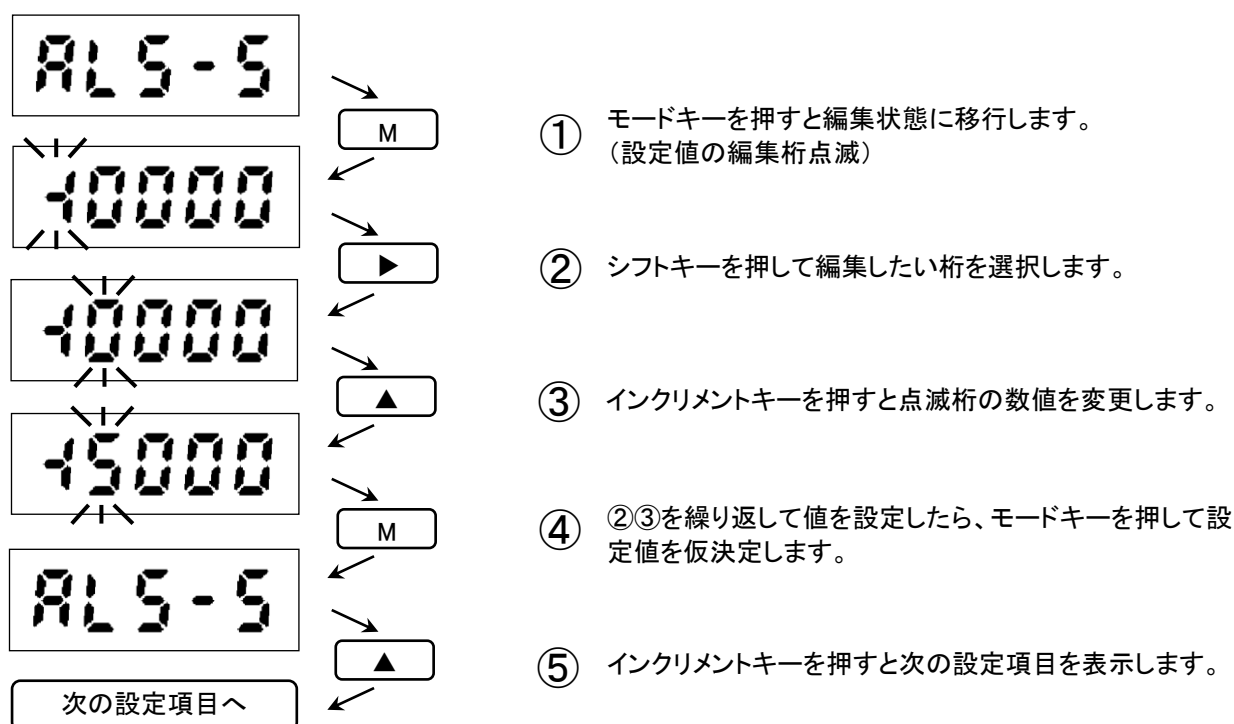 AL5-5
M
① モードキーを押すと編集状態に移行します。
（設定値の編集桁点滅）
-10000
▶
② シフトキーを押して編集したい桁を選択します。
-10000
▲
③ インクリメントキーを押すと点滅桁の数値を変更します。
-15000
M
④ ②③を繰り返して値を設定したら、モードキーを押して設
定値を仮決定します。
AL5-5
▲
⑤ インクリメントキーを押すと次の設定項目を表示します。
次の設定項目へ